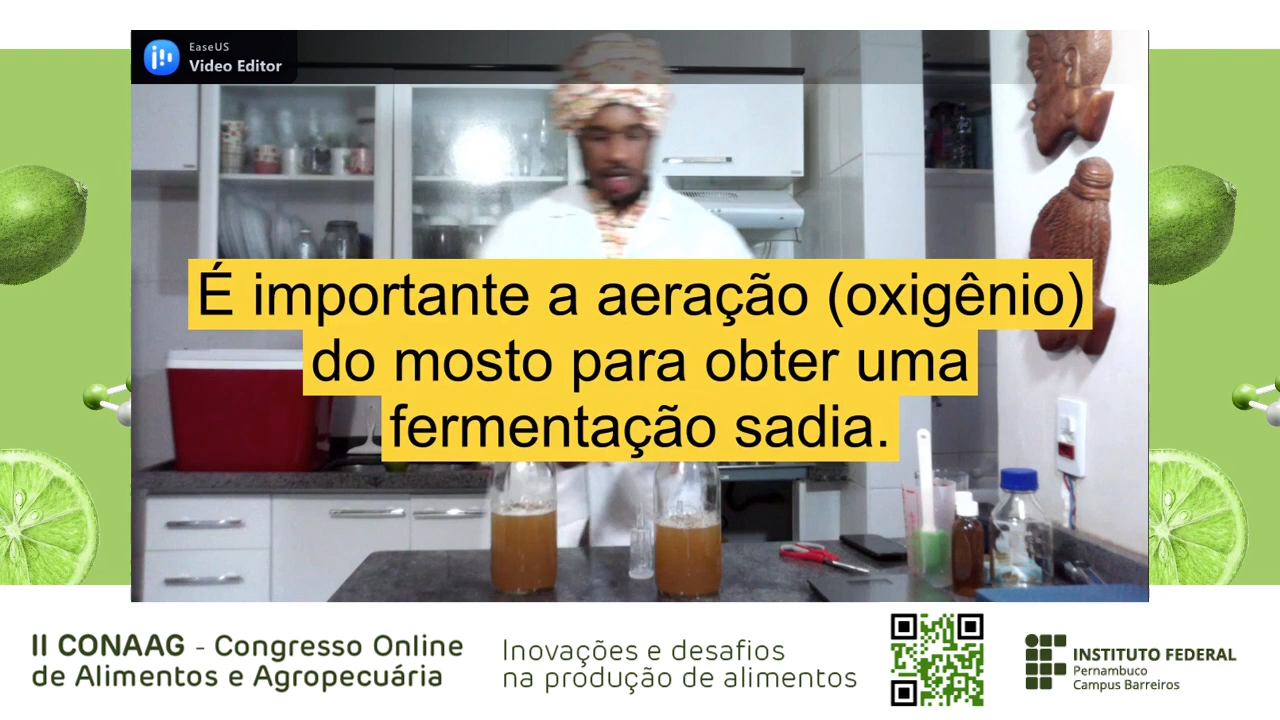 EaseUS
Video Editor
É importante a aeração (oxigênio)
do mosto para obter uma
fermentação sadia.
II CONAAG - Congresso Online
de Alimentos e Agropecuária
Inovações e desafios
na produção de alimentos
INSTITUTO FEDERAL
Pernambuco
Campus Barreiros